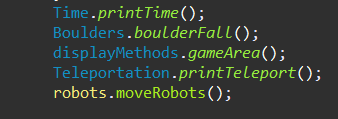 Time.printTime();
Boulders.boulderFall();
displayMethods.gameArea();
Teleportation.printTeleport();
robots.moveRobots();